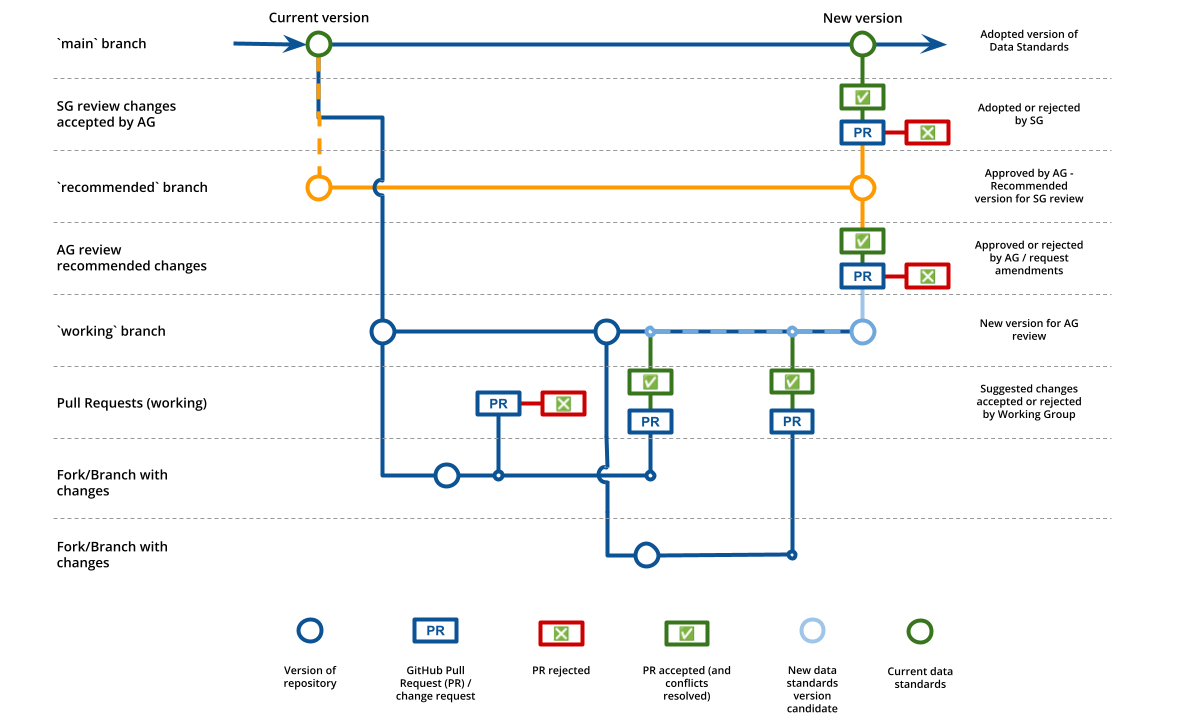 Current version
New version
`main` branch
Adopted version of
Data Standards
SG review changes
accepted by AG
PR
Adopted or rejected
by SG
`recommended` branch
Approved by AG -
Recommended
version for SG review
AG review
recommended changes
PR
Approved or rejected
by AG / request
amendments
`working` branch
New version for AG
review
Pull Requests (working)
PR
PR
PR
Suggested changes
accepted or rejected
by Working Group
Fork/Branch with
changes
Fork/Branch with
changes
PR
Version of
repository
GitHub Pull
Request (PR) /
change request
PR rejected
PR accepted (and
conflicts
resolved)
New data
standards
version
candidate
Current data
standards